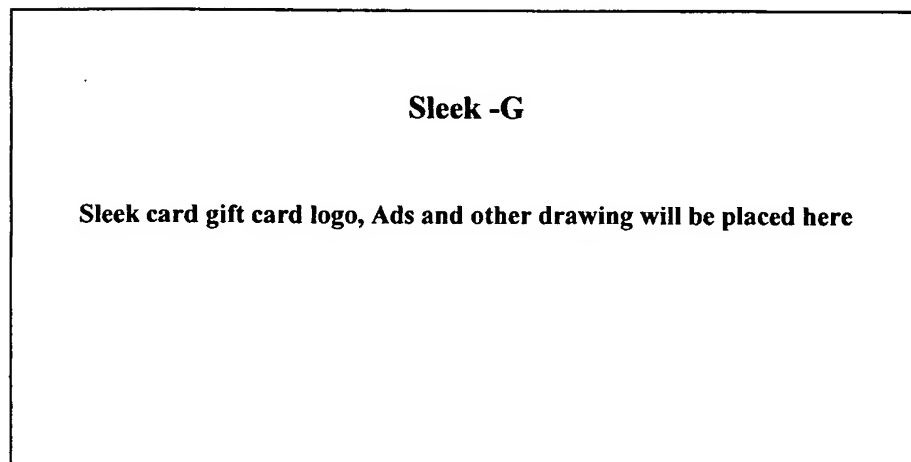 Sleek -G
Sleek card gift card logo, Ads and other drawing will be placed here